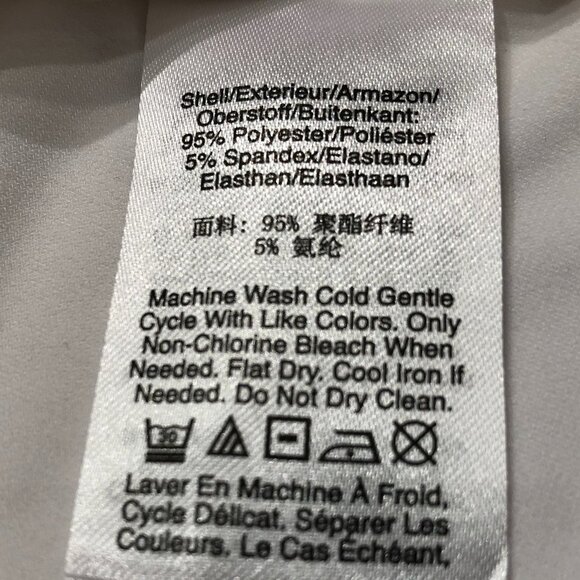 Shell/Exterieur/Armazon/
Oberstoff/Buitenkant:
95% Polyester/Poliéster
5% Spandex/Elastano/
Elasthan/Elasthaan
面料: 95% 聚酯纤维
5% 氨纶
Machine Wash Cold Gentle
Cycle With Like Colors. Only
Non-Chlorine Bleach When
Needed. Flat Dry. Cool Iron If
Needed. Do Not Dry Clean.
30
Laver En Machine À Froid,
Cycle Délicat. Séparer Les
Couleurs. Le Cas Échéant,